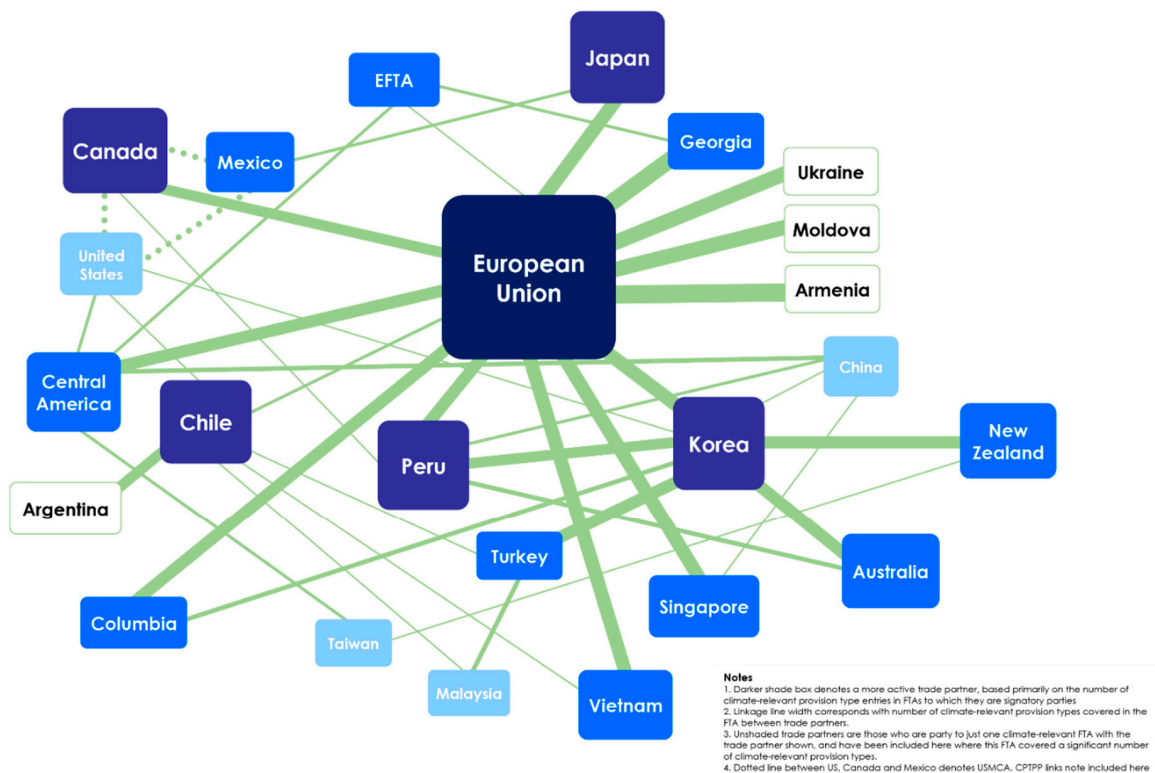 Japan
EFTA
Canada
Mexico
Georgia
Ukraine
Moldova
United
States
European
Union
Armenia
China
Central
America
Chile
Peru
Korea
New
Zealand
Argentina
Turkey
Australia
Columbia
Singapore
Taiwan
Malaysia
Vietnam
Notes
1. Darker shade box denotes a more active trade partner, based primarily on the number of
climate-relevant provision type entries in FTAs to which they are signatory parties
2. Linkage line width corresponds with number of climate-relevant provision types covered in the
FTA between trade partners.
3. Unshaded trade partners are those who are party to just one climate-relevant FTA with the
trade partner shown, and have been included here where this FTA covered a significant number
of climate-relevant provision types.
4. Dotted line between US, Canada and Mexico denotes USMCA. CPTPP links note included here